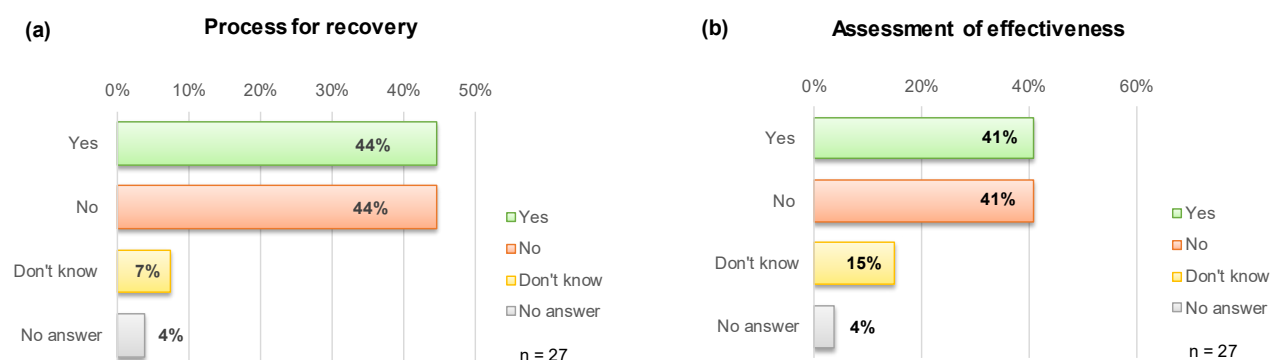 (a) Process for recovery
0% 10% 20% 30% 40% 50%
Yes 44%
No 44%
Don't know 7%
No answer 4%
Yes
No
Don't know
No answer
n = 27
(b) Assessment of effectiveness
0% 20% 40% 60%
Yes 41%
No 41%
Don't know 15%
No answer 4%
Yes
No
Don't know
No answer
n = 27